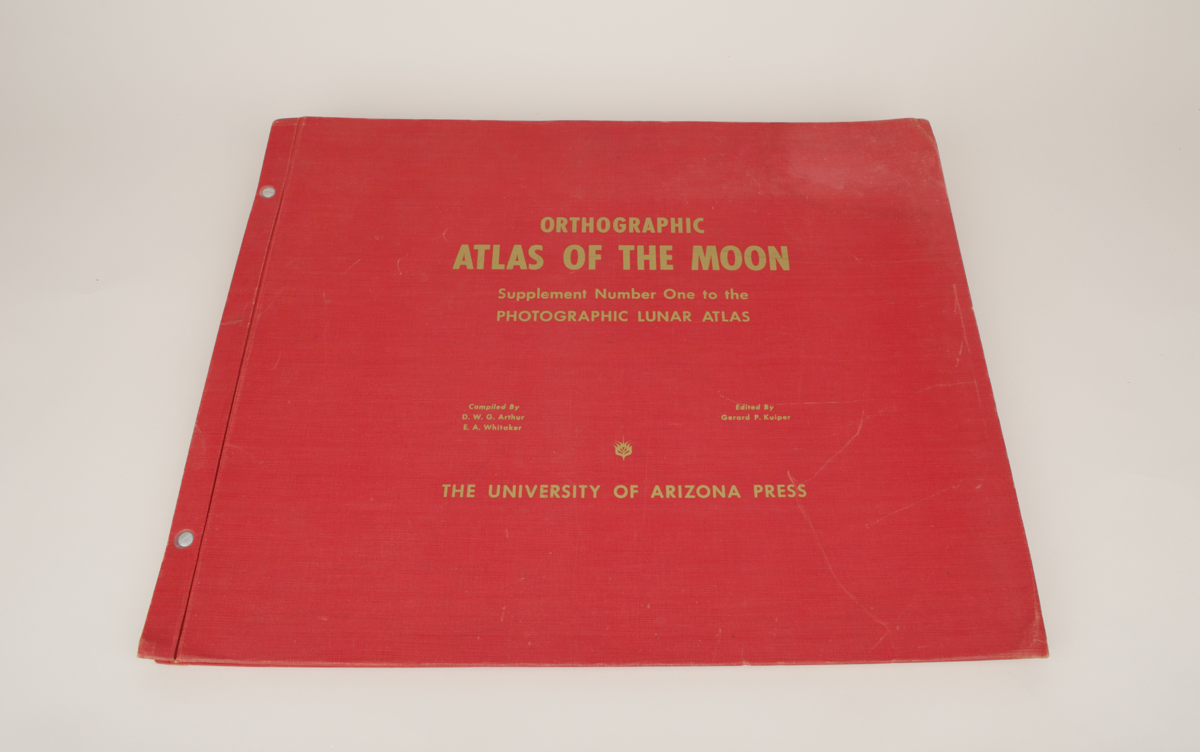 ORTHOGRAPHIC
ATLAS OF THE MOON
Supplement Number One to the
PHOTOGRAPHIC LUNAR ATLAS
Compiled By
D. W. G. Arthur
E. A. Whitaker
Edited By
Gerard P. Kuiper
THE UNIVERSITY OF ARIZONA PRESS